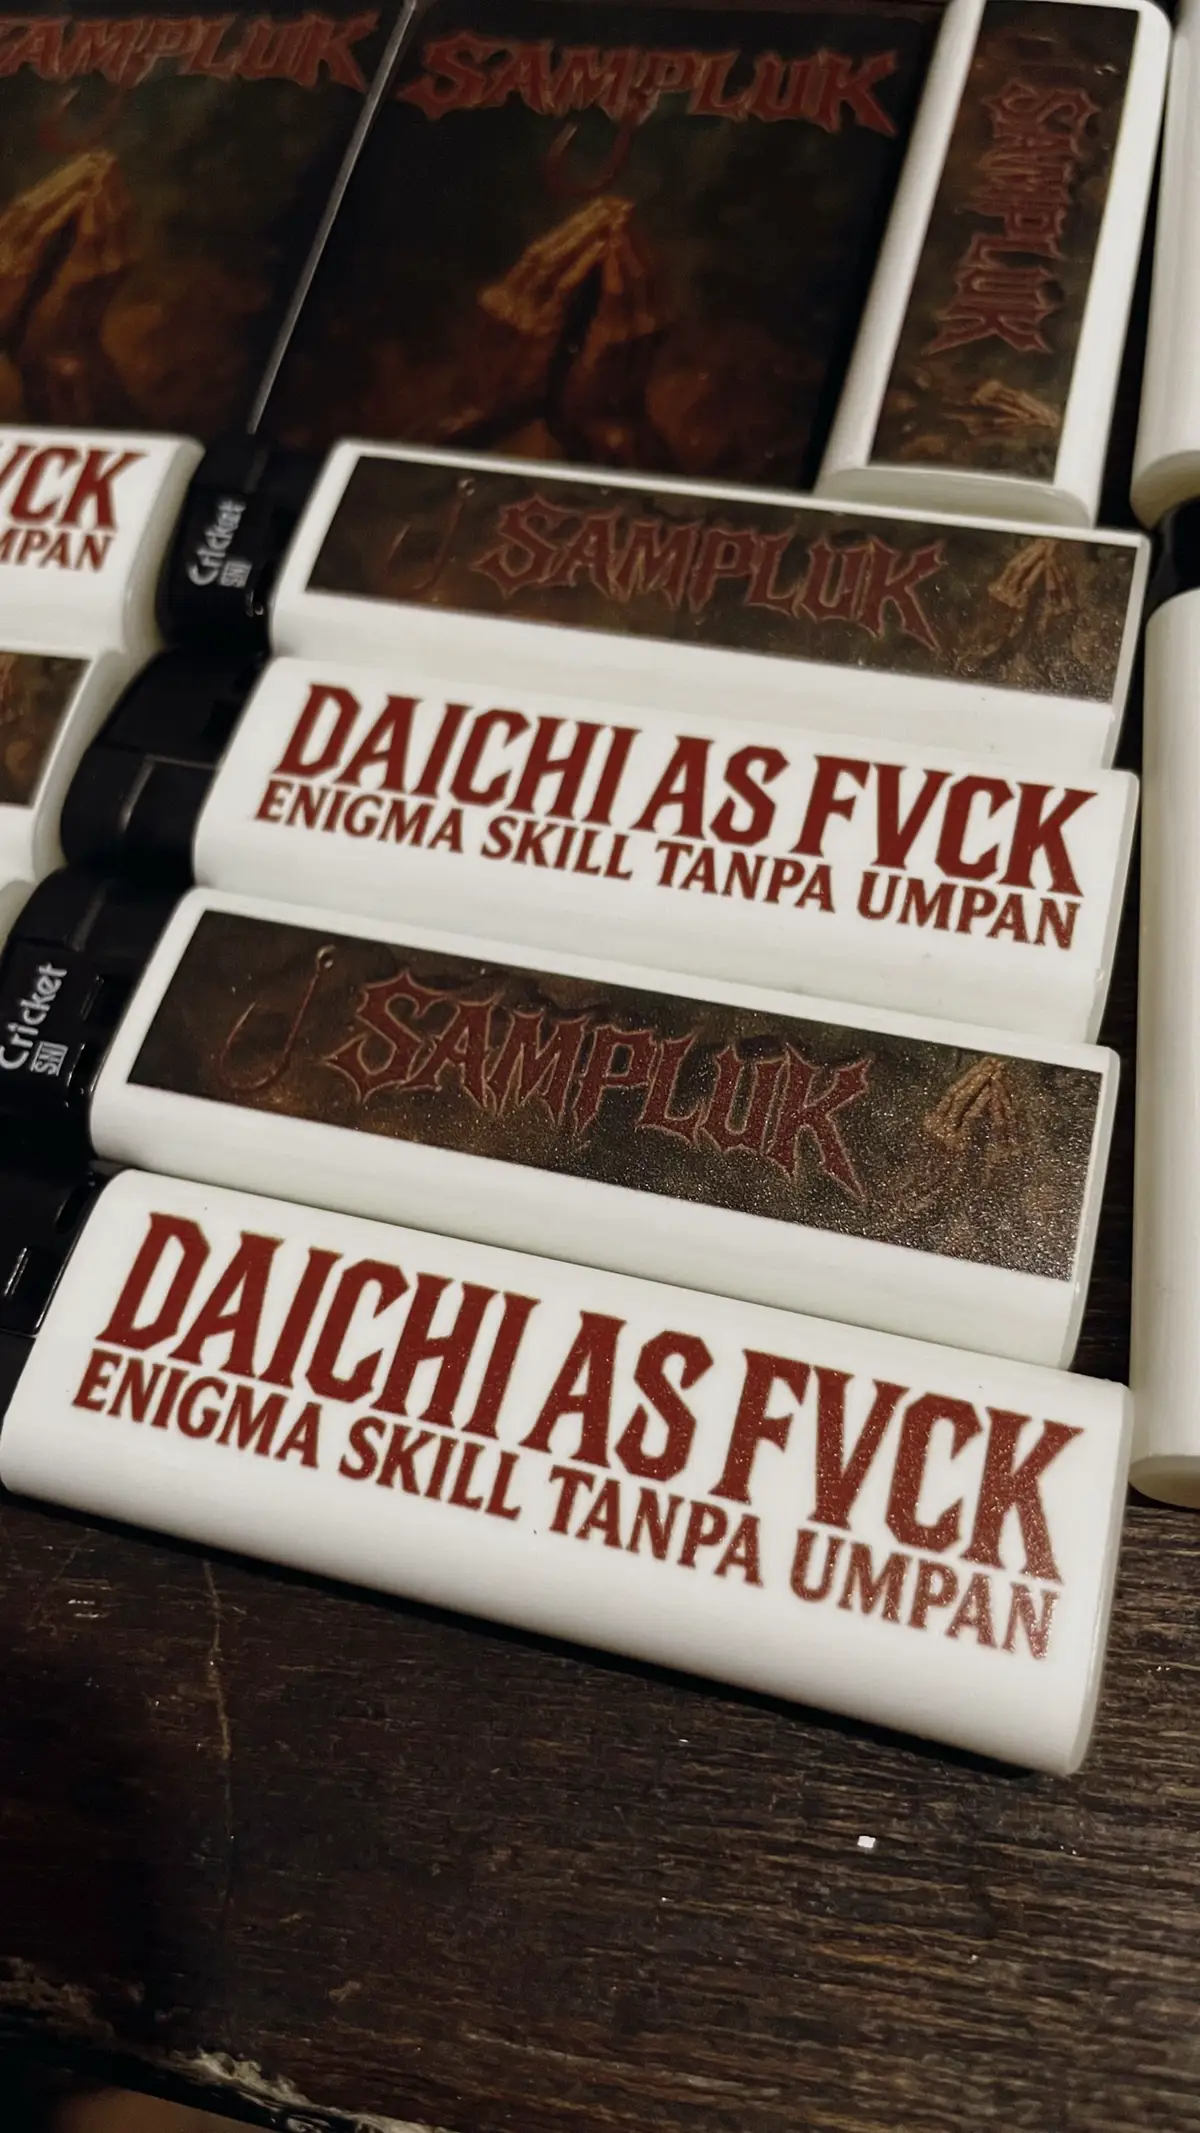 SAMPLUK
SAMPLUK
SAMPLUK
VCK
MPAN
Cricket
SAMPLUK
DAICHI AS FVCK
ENIGMA SKILL TANPA UMPAN
Cricket
SAMPLUK
DAICHI AS FVCK
ENIGMA SKILL TANPA UMPAN